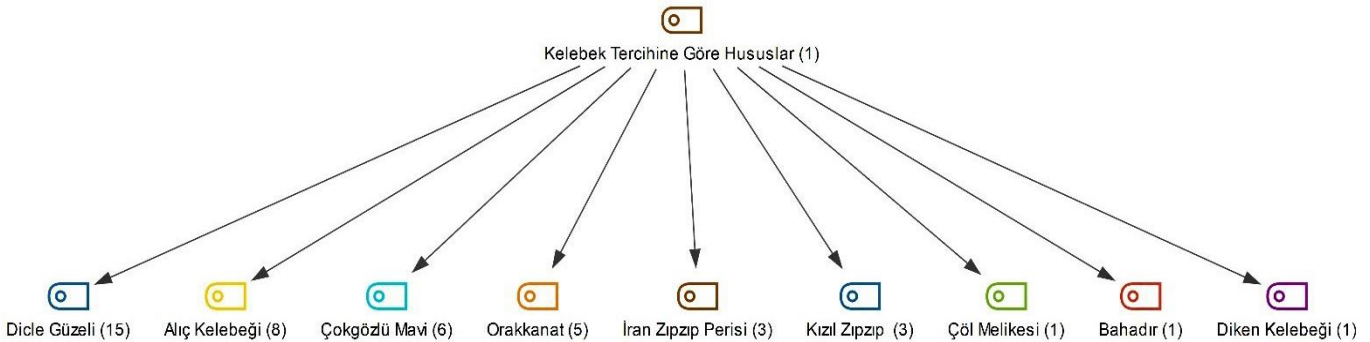 Kelebek Tercihine Göre Hususlar (1)
Dicle Güzeli (15)
Alıç Kelebeği (8)
Çokgözlü Mavi (6)
Orakkanat (5)
İran Zıpzıp Perisi (3)
Kızıl Zıpzıp (3)
Çöl Melikesi (1)
Bahadır (1)
Diken Kelebeği (1)